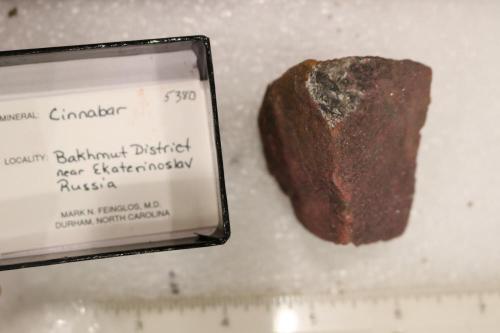 5380
MINERAL: Cinnabar
LOCALITY: Bakhmut District
near Ekaterinoslav
Russia
MARK N. FEINGLOS, M.D.
DURHAM, NORTH CAROLINA